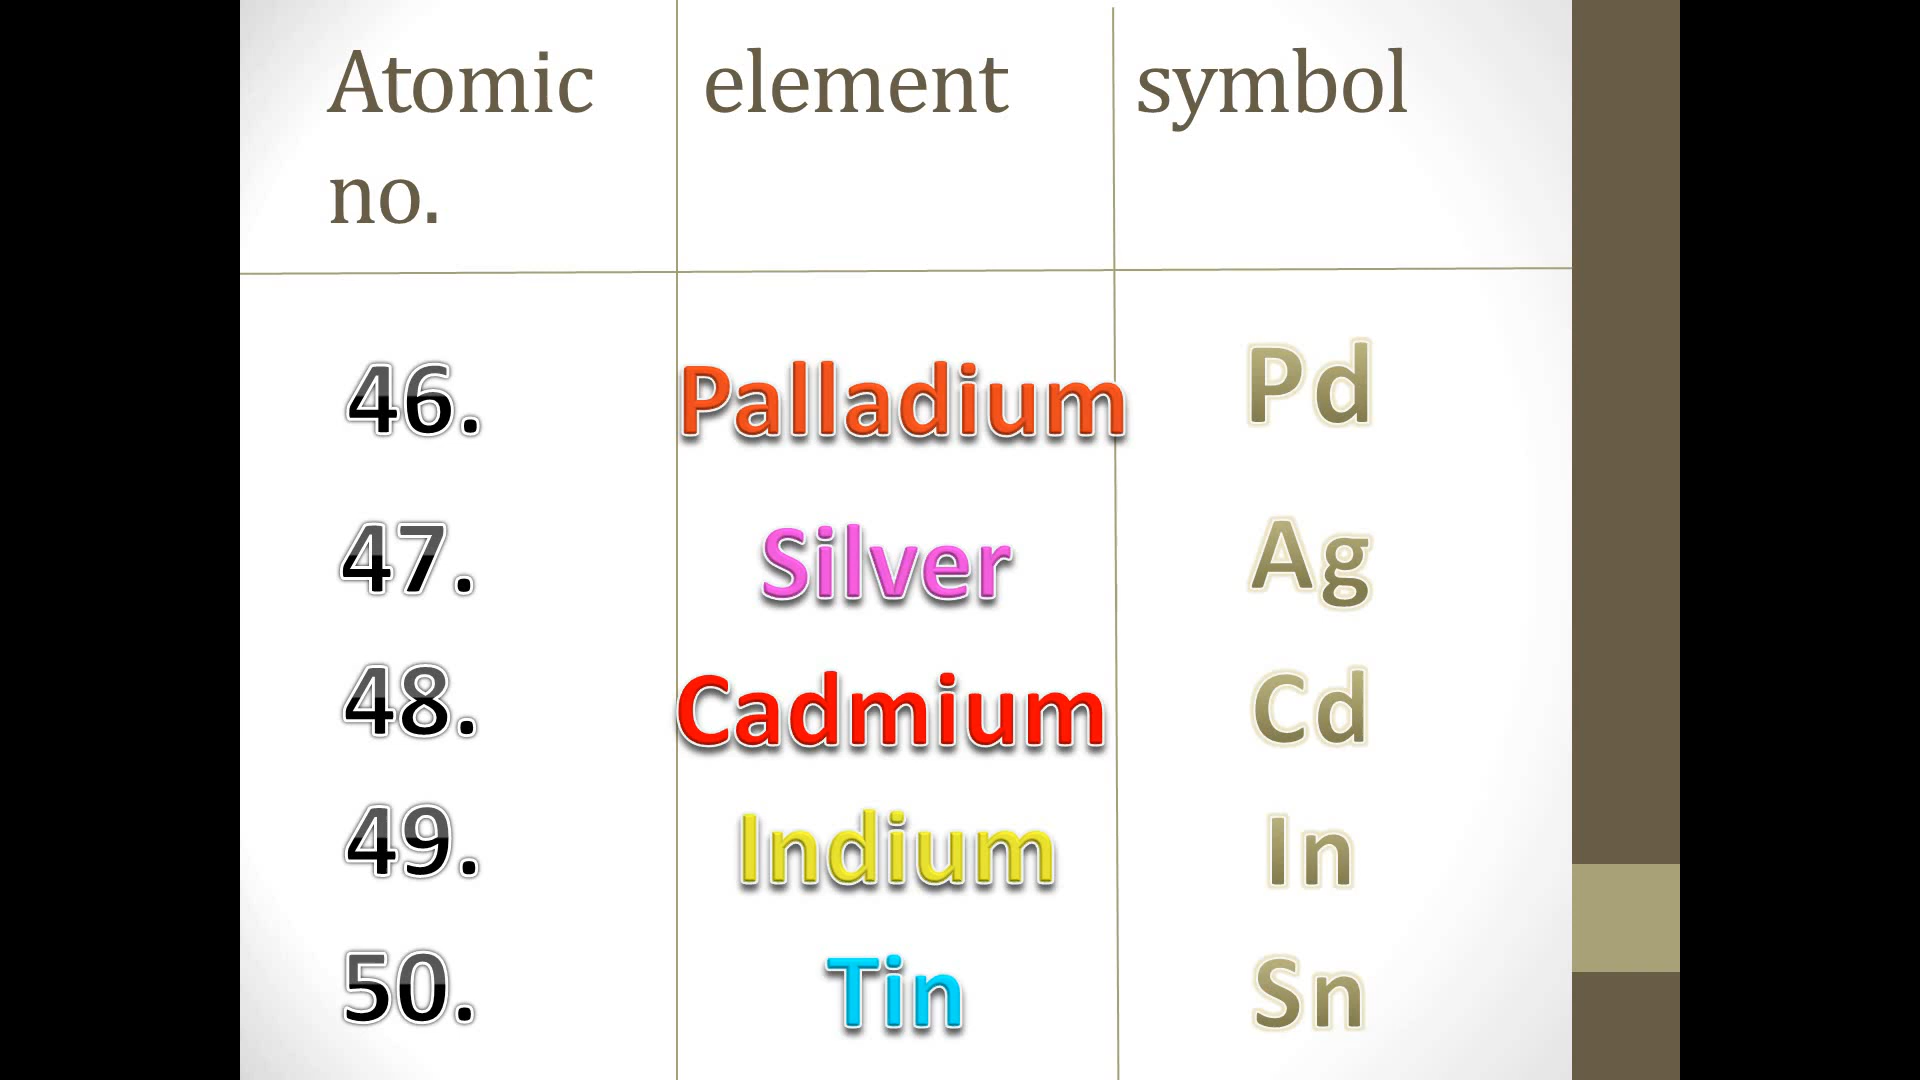 Atomic no. element symbol
46. Palladium Pd
47. Silver Ag
48. Cadmium Cd
49. Indium In
50. Tin Sn